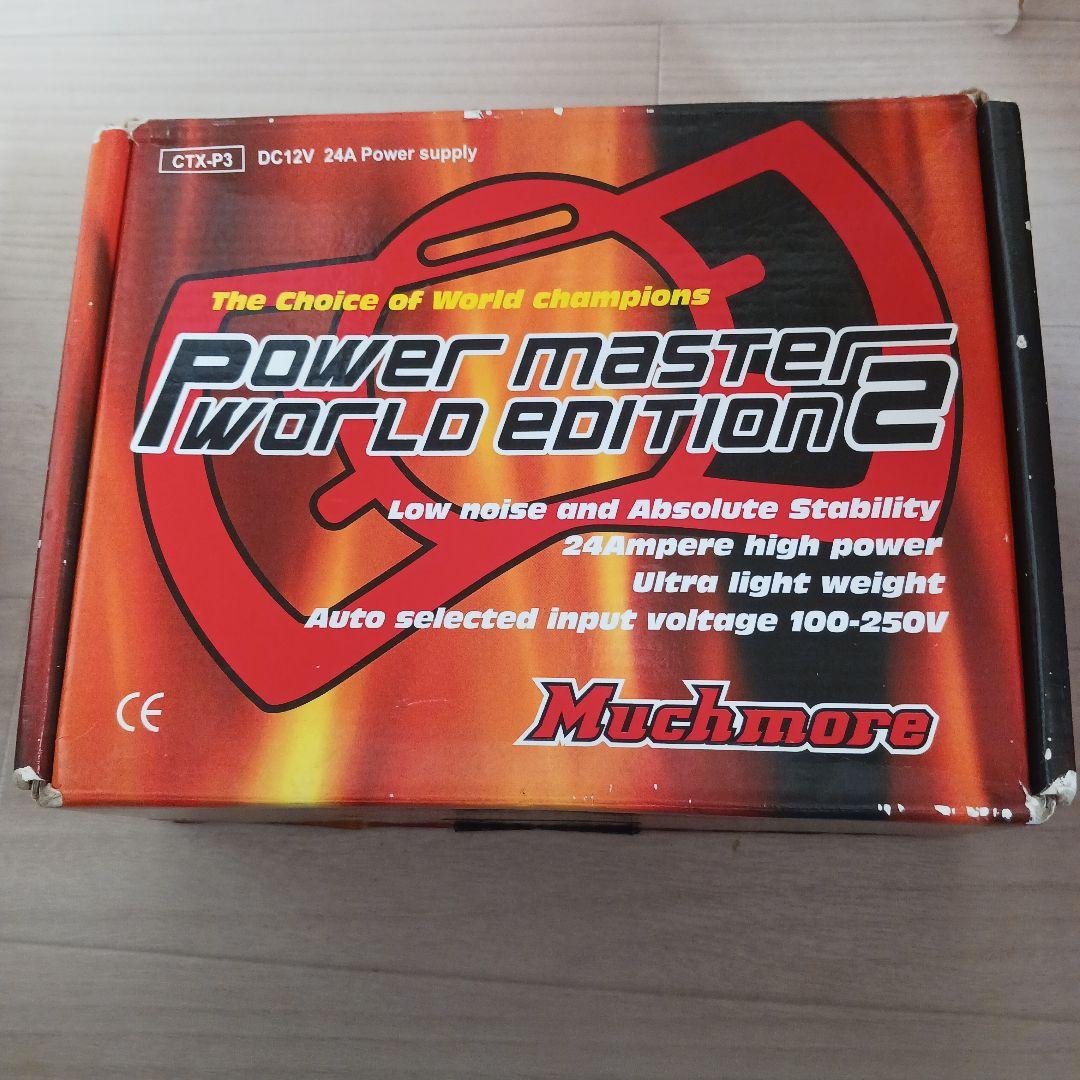 CTX-P3 DC12V 24A Power supply
The Choice of World champions
POWER MASTER
WORLD EDITION 2
Low noise and Absolute Stability
24Ampere high power
Ultra light weight
Auto selected input voltage 100-250V
CE
Muchmore